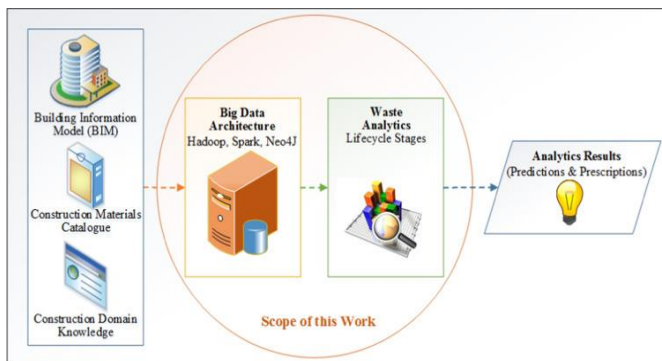 Building Information
Model (BIM)
Construction Materials
Catalogue
Construction Domain
Knowledge
Big Data
Architecture
Hadoop, Spark, Neo4J
Waste
Analytics
Lifecycle Stages
Analytics Results
(Predictions & Prescriptions)
Scope of this Work